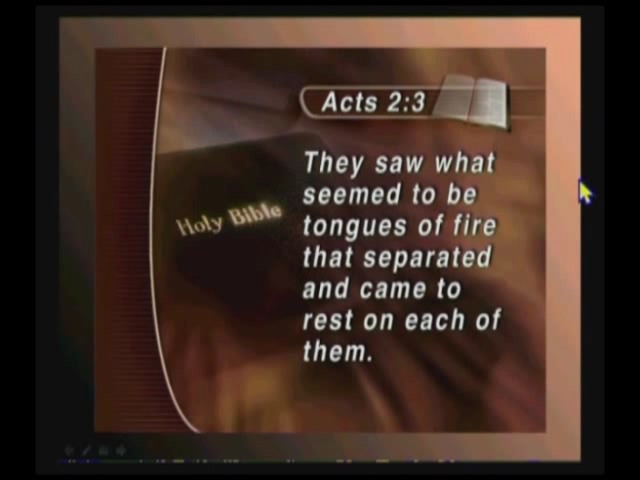 Acts 2:3
They saw what
seemed to be
tongues of fire
that separated
and came to
rest on each of
them.
Holy Bible